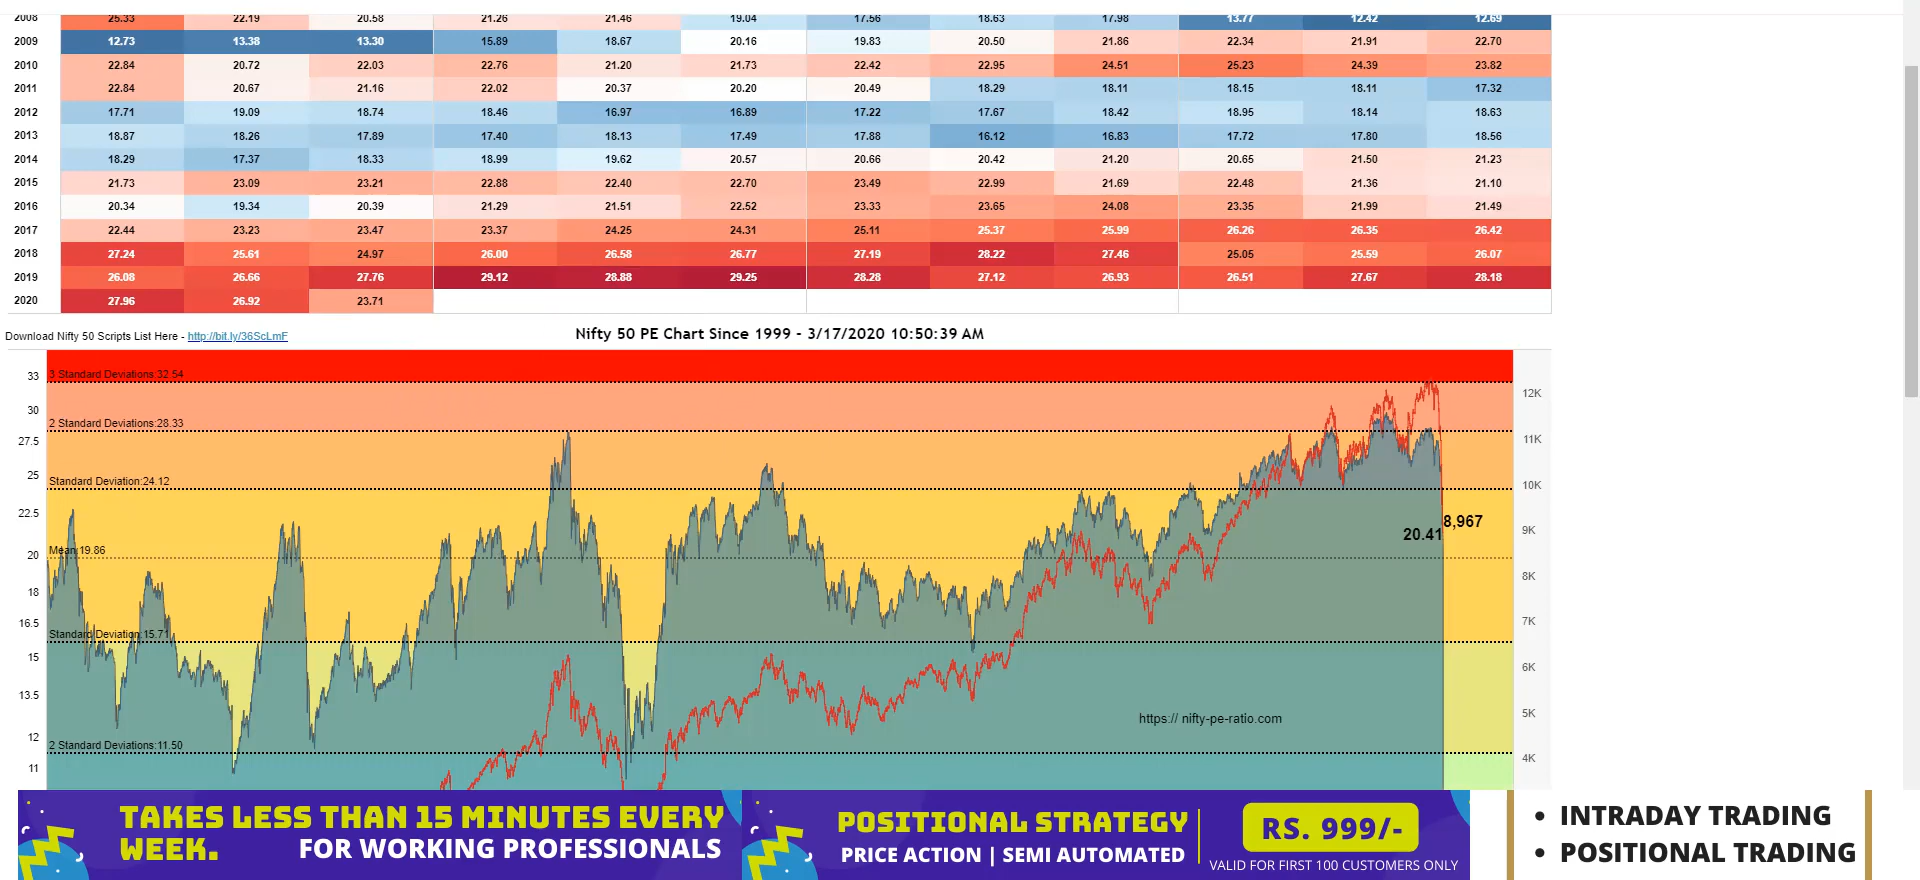 2008 25.33 22.19 20.58 21.26 21.46 19.04 17.56 18.63 17.98 13.77 12.42 12.69
2009 12.73 13.38 13.30 15.89 18.67 20.16 19.83 20.50 21.86 22.34 21.91 22.70
2010 22.84 20.72 22.03 22.76 21.20 21.73 22.42 22.95 24.51 25.23 24.39 23.82
2011 22.84 20.67 21.16 22.02 20.37 20.20 20.49 18.29 18.11 18.15 18.11 17.32
2012 17.71 19.09 18.74 18.46 16.97 16.89 17.22 17.67 18.42 18.95 18.14 18.63
2013 18.87 18.26 17.89 17.40 18.13 17.49 17.88 16.12 16.83 17.72 17.80 18.56
2014 18.29 17.37 18.33 18.99 19.62 20.57 20.66 20.42 21.20 20.65 21.50 21.23
2015 21.73 23.09 23.21 22.88 22.40 22.70 23.49 22.99 21.69 22.48 21.36 21.10
2016 20.34 19.34 20.39 21.29 21.51 22.52 23.33 23.65 24.08 23.35 21.99 21.49
2017 22.44 23.23 23.47 23.37 24.25 24.31 25.11 25.37 25.99 26.26 26.35 26.42
2018 27.24 25.61 24.97 26.00 26.58 26.77 27.19 28.22 27.46 25.05 25.59 26.07
2019 26.08 26.66 27.76 29.12 28.88 29.25 28.28 27.12 26.93 26.51 27.67 28.18
2020 27.96 26.92 23.71
Download Nifty 50 Scripts List Here - http://bit.ly/36ScLmF
Nifty 50 PE Chart Since 1999 - 3/17/2020 10:50:39 AM
33
30
27.5
25
22.5
20
18
16.5
15
13.5
12
11
3 Standard Deviations:32.54
2 Standard Deviations:28.33
Standard Deviation:24.12
Mean:19.86
Standard Deviation:15.71
2 Standard Deviations:11.50
8,967
20.41
https:// nifty-pe-ratio.com
12K
11K
10K
9K
8K
7K
6K
5K
4K
TAKES LESS THAN 15 MINUTES EVERY
WEEK. FOR WORKING PROFESSIONALS
POSITIONAL STRATEGY
PRICE ACTION | SEMI AUTOMATED
RS. 999/-
VALID FOR FIRST 100 CUSTOMERS ONLY
• INTRADAY TRADING
• POSITIONAL TRADING